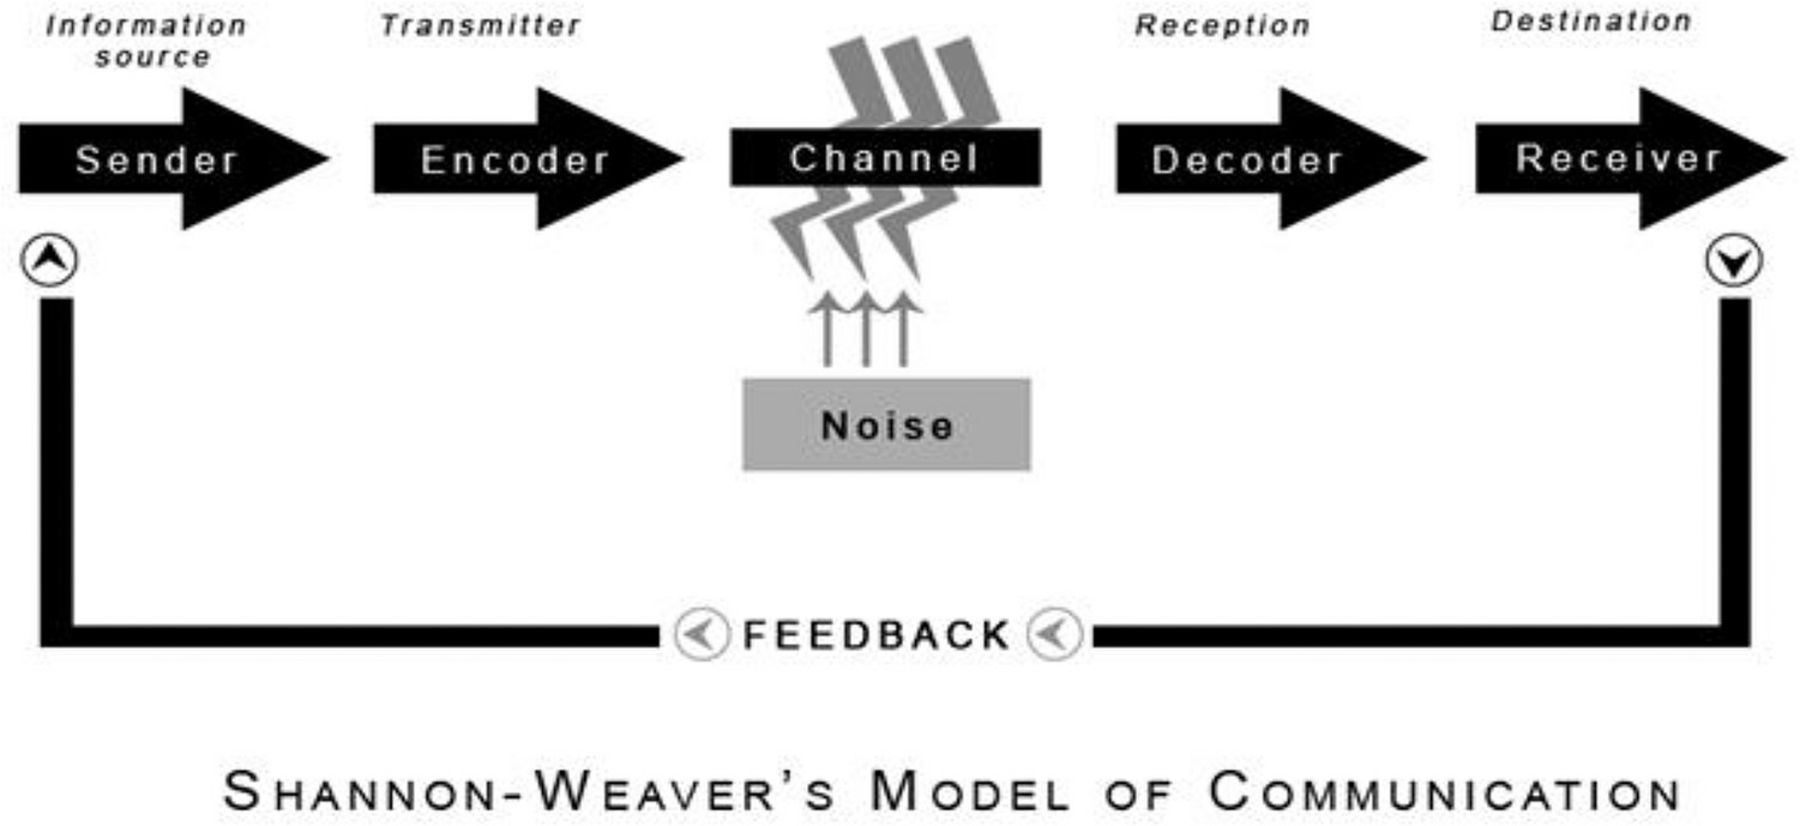 Information
source
Transmitter
Reception
Destination
Sender
Encoder
Channel
Decoder
Receiver
Noise
FEEDBACK
SHANNON-WEAVER'S MODEL OF COMMUNICATION